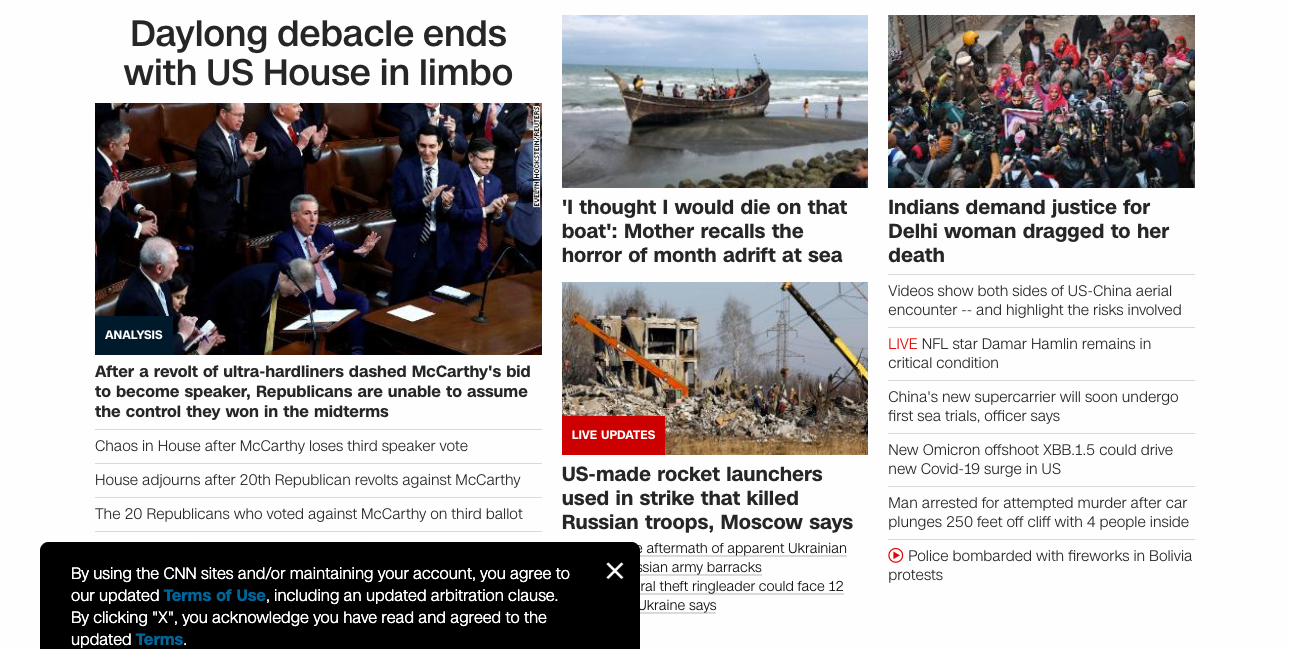 Daylong debacle ends
with US House in limbo
EVELYN HOCKSTEIN/REUTERS
ANALYSIS
After a revolt of ultra-hardliners dashed McCarthy's bid
to become speaker, Republicans are unable to assume
the control they won in the midterms
Chaos in House after McCarthy loses third speaker vote
House adjourns after 20th Republican revolts against McCarthy
The 20 Republicans who voted against McCarthy on third ballot
'I thought I would die on that
boat': Mother recalls the
horror of month adrift at sea
LIVE UPDATES
US-made rocket launchers
used in strike that killed
Russian troops, Moscow says
aftermath of apparent Ukrainian
army barracks
theft ringleader could face 12
Ukraine says
Indians demand justice for
Delhi woman dragged to her
death
Videos show both sides of US-China aerial
encounter -- and highlight the risks involved
LIVE NFL star Damar Hamlin remains in
critical condition
China's new supercarrier will soon undergo
first sea trials, officer says
New Omicron offshoot XBB.1.5 could drive
new Covid-19 surge in US
Man arrested for attempted murder after car
plunges 250 feet off cliff with 4 people inside
Police bombarded with fireworks in Bolivia
protests
By using the CNN sites and/or maintaining your account, you agree to
our updated Terms of Use, including an updated arbitration clause.
By clicking "X", you acknowledge you have read and agreed to the
updated Terms.